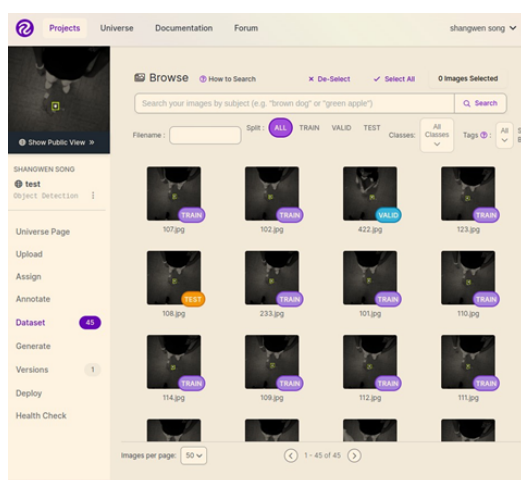 Projects Universe Documentation Forum shangwen song
Browse How to Search De-Select Select All 0 Images Selected
Search your images by subject (e.g. "brown dog" or "green apple") Search
Filename : Split : ALL TRAIN VALID TEST Classes: All Classes Tags : All
Show Public View »
SHANGWEN SONG
test
Object Detection
Universe Page
Upload
Assign
Annotate
Dataset 45
Generate
Versions 1
Deploy
Health Check
TRAIN TRAIN VALID TRAIN
107.jpg 102.jpg 422.jpg 123.jpg
TEST TRAIN TRAIN TRAIN
108.jpg 233.jpg 101.jpg 110.jpg
TRAIN TRAIN TRAIN TRAIN
114.jpg 109.jpg 112.jpg 111.jpg
Images per page: 50 1 - 45 of 45